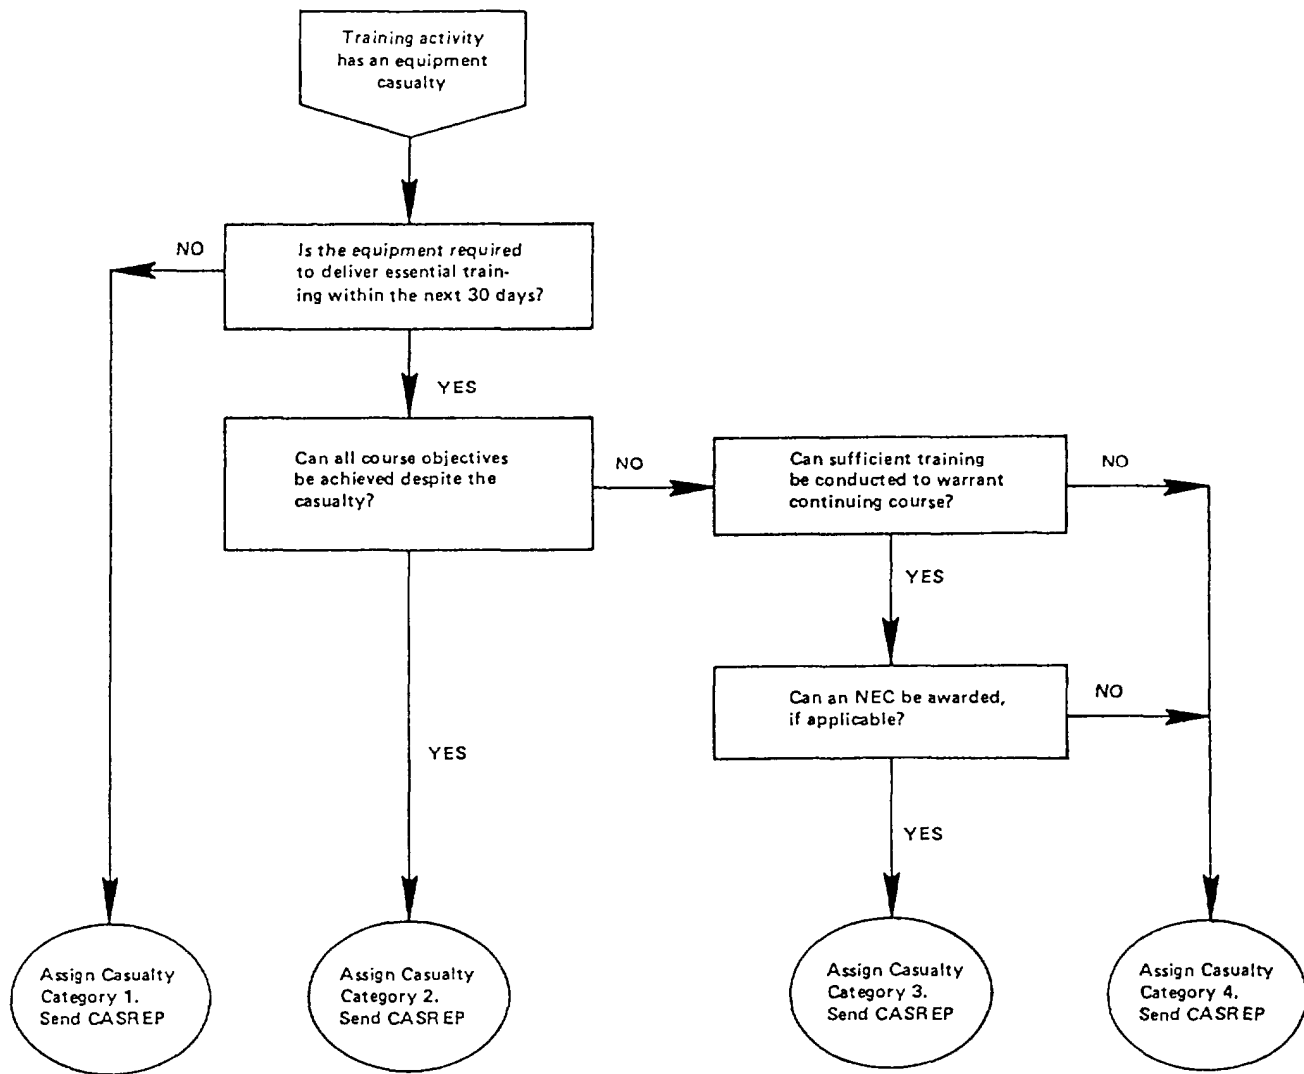 Training activity
has an equipment
casualty
NO
Is the equipment required
to deliver essential train-
ing within the next 30 days?
YES
Can all course objectives
be achieved despite the
casualty?
NO
Can sufficient training
be conducted to warrant
continuing course?
NO
YES
Can an NEC be awarded,
if applicable?
NO
YES
YES
Assign Casualty
Category 1.
Send CASREP
Assign Casualty
Category 2.
Send CASREP
Assign Casualty
Category 3.
Send CASREP
Assign Casualty
Category 4.
Send CASREP